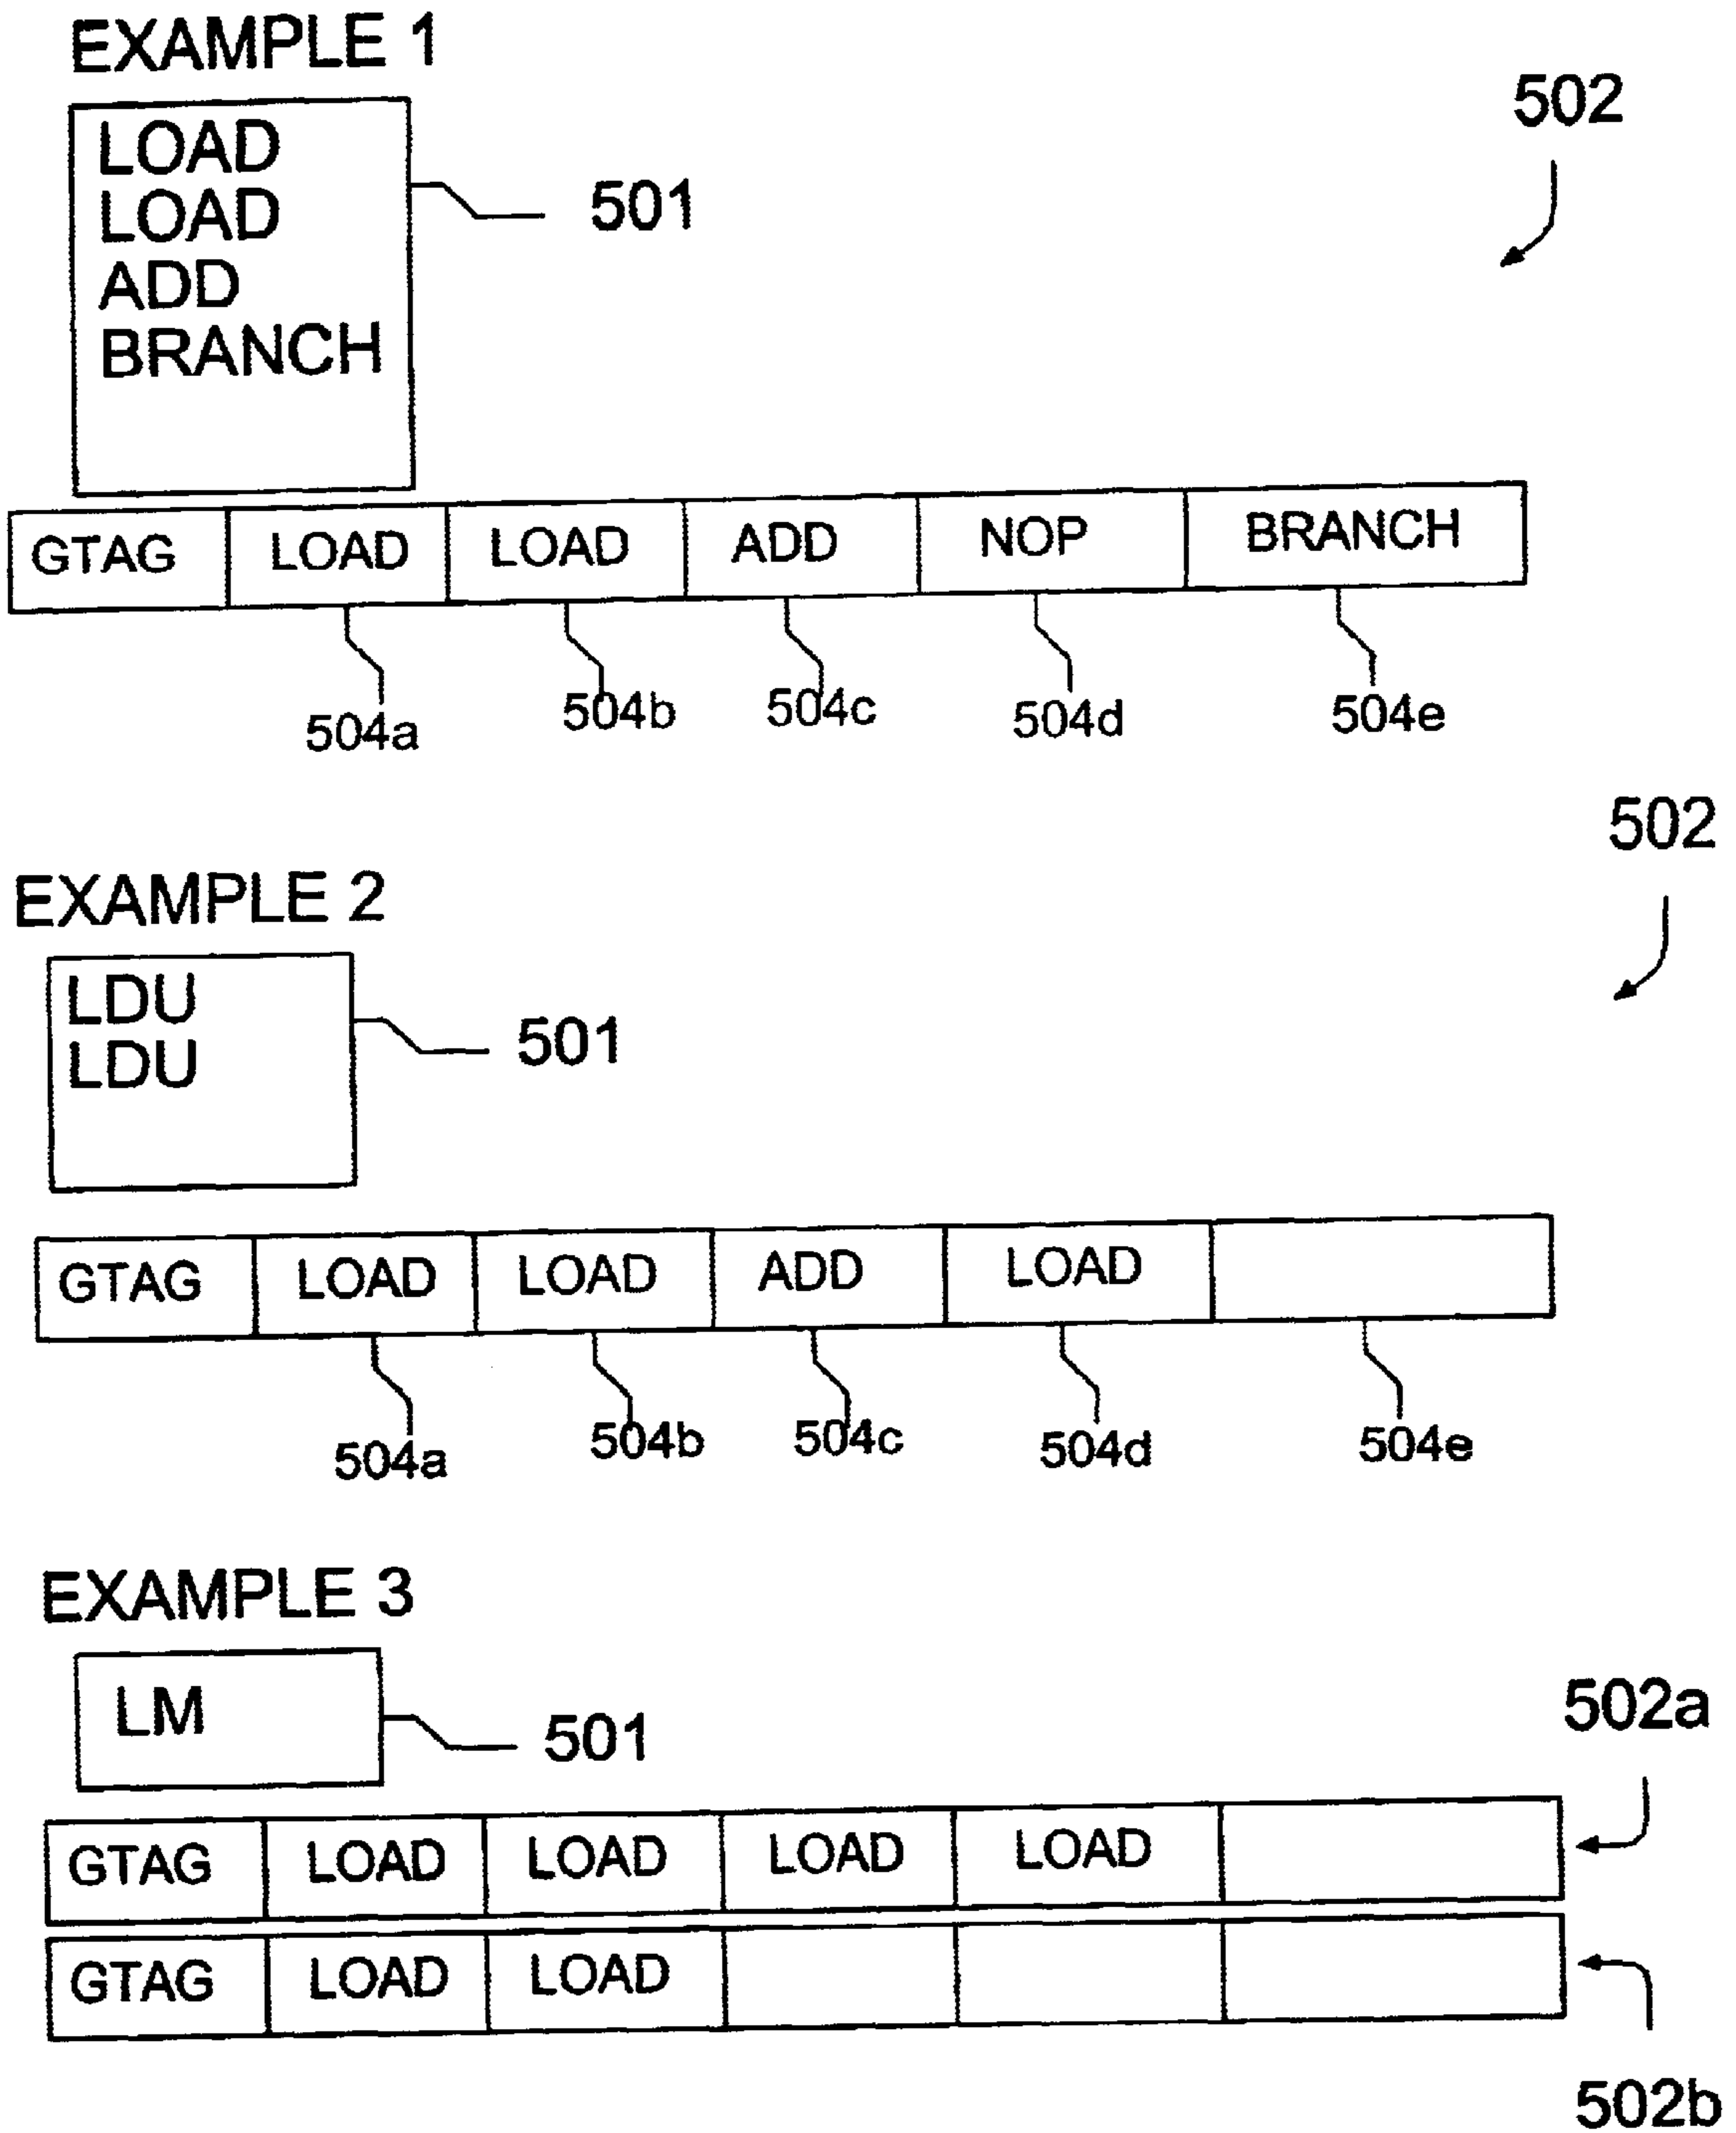 EXAMPLE 1
502
LOAD
LOAD
501
ADD
BRANCH
GTAG LOAD LOAD ADD NOP BRANCH
504a 504b 504c 504d 504e
502
EXAMPLE 2
LDU
501
LDU
GTAG LOAD LOAD ADD LOAD
504a 504b 504c 504d 504e
EXAMPLE 3
LM
501
502a
GTAG LOAD LOAD LOAD LOAD
GTAG LOAD LOAD
502b